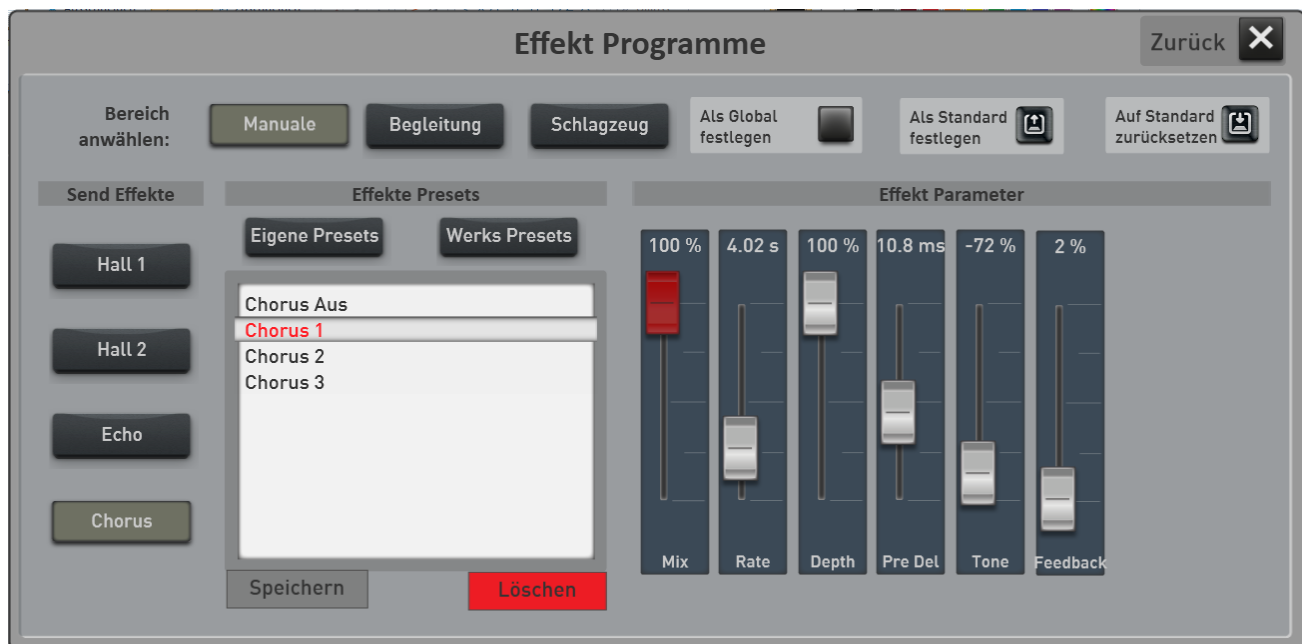 Effekt Programme
Zurück
Bereich
anwählen:
Manuale
Begleitung
Schlagzeug
Als Global
festlegen
Als Standard
festlegen
Auf Standard
zurücksetzen
Send Effekte
Effekte Presets
Effekt Parameter
Hall 1
Hall 2
Echo
Chorus
Eigene Presets
Werks Presets
Chorus Aus
Chorus 1
Chorus 2
Chorus 3
Speichern
Löschen
100 %
4.02 s
100 %
10.8 ms
-72 %
2 %
Mix
Rate
Depth
Pre Del
Tone
Feedback